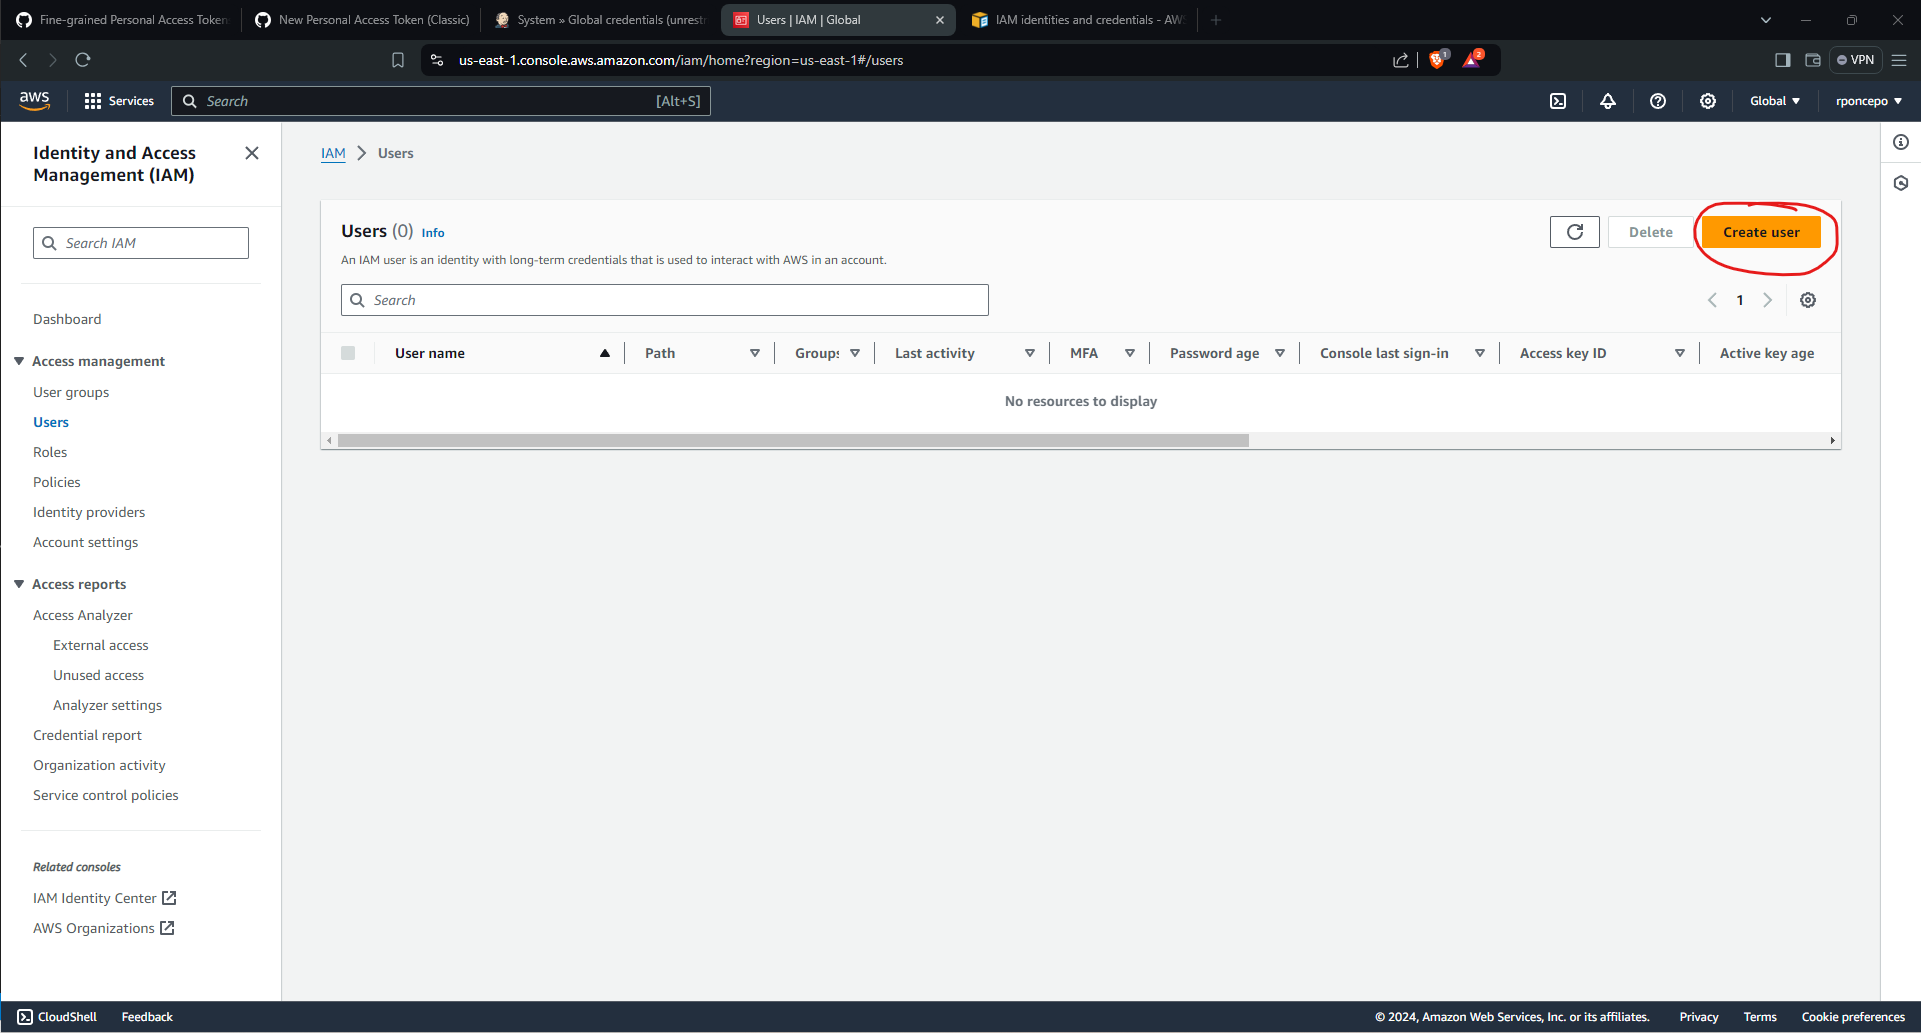 Fine-grained Personal Access Token
New Personal Access Token (Classic)
System » Global credentials (unrestr
Users | IAM | Global
IAM identities and credentials - AWS
us-east-1.console.aws.amazon.com/iam/home?region=us-east-1#/users
1
2
VPN
aws
Services
Search
[Alt+S]
Global
rponcepo
Identity and Access
Management (IAM)
Search IAM
Dashboard
Access management
User groups
Users
Roles
Policies
Identity providers
Account settings
Access reports
Access Analyzer
External access
Unused access
Analyzer settings
Credential report
Organization activity
Service control policies
Related consoles
IAM Identity Center
AWS Organizations
IAM > Users
Users (0) Info
Delete
Create user
An IAM user is an identity with long-term credentials that is used to interact with AWS in an account.
Search
1
User name
Path
Groups
Last activity
MFA
Password age
Console last sign-in
Access key ID
Active key age
No resources to display
CloudShell
Feedback
© 2024, Amazon Web Services, Inc. or its affiliates.
Privacy
Terms
Cookie preferences